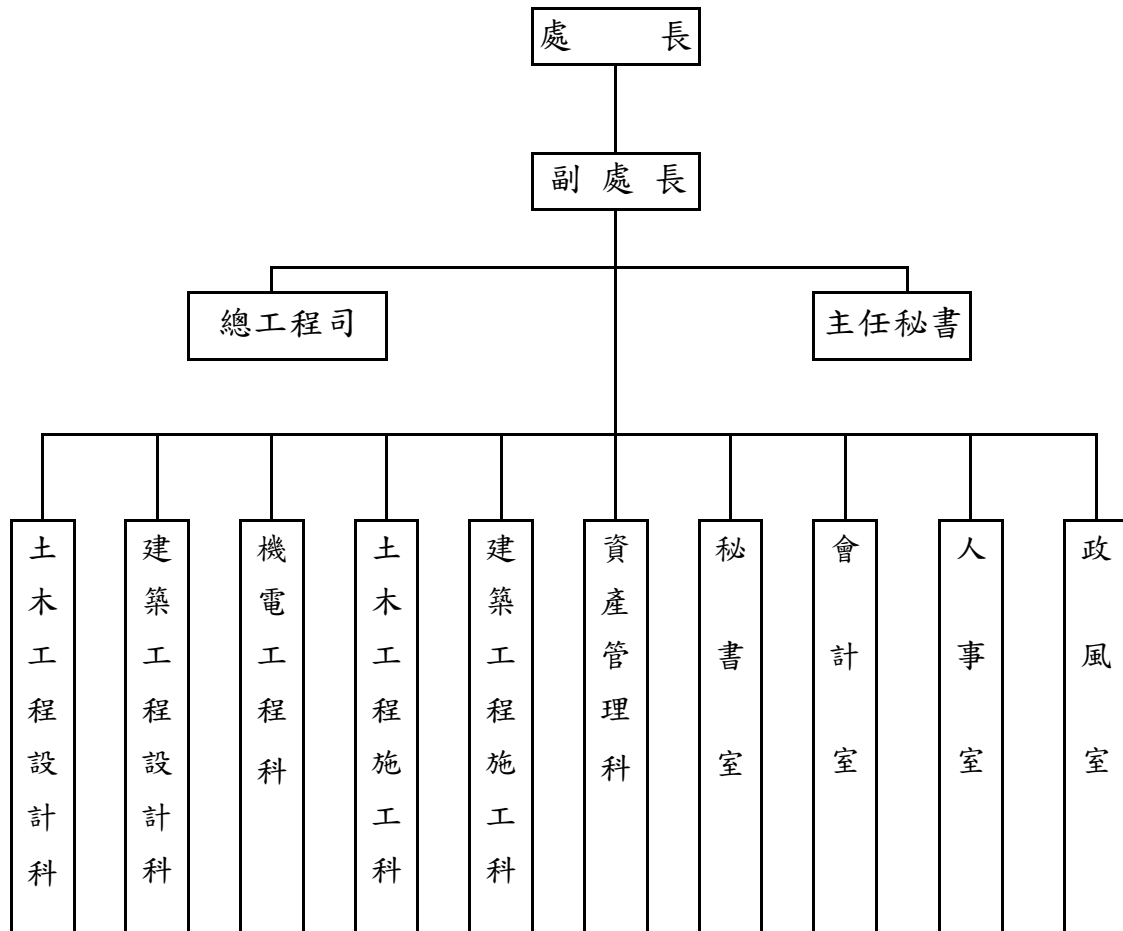 處長
副處長
總工程司
主任秘書
土木工程設計科
建築工程設計科
機電工程科
土木工程施工科
建築工程施工科
資產管理科
秘書室
會計室
人事室
政風室